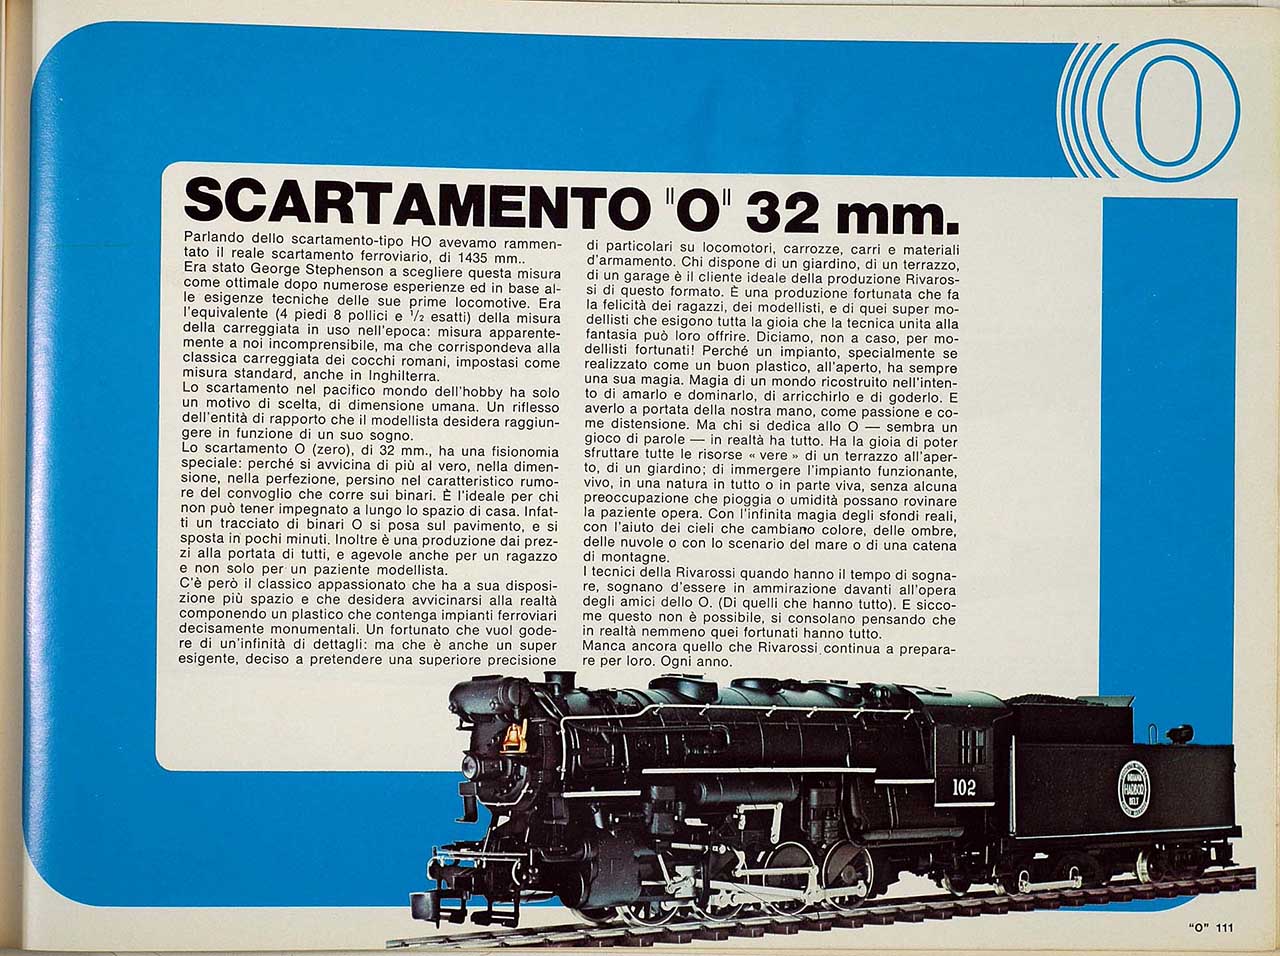 O
SCARTAMENTO "O" 32 mm.
Parlando dello scartamento-tipo HO avevamo rammen-
tato il reale scartamento ferroviario, di 1435 mm..
Era stato George Stephenson a scegliere questa misura
come ottimale dopo numerose esperienze ed in base al-
le esigenze tecniche delle sue prime locomotive. Era
l'equivalente (4 piedi 8 pollici e 1/2 esatti) della misura
della carreggiata in uso nell'epoca: misura apparente-
mente a noi incomprensibile, ma che corrispondeva alla
classica carreggiata dei cocchi romani, impostasi come
misura standard, anche in Inghilterra.
Lo scartamento nel pacifico mondo dell'hobby ha solo
un motivo di scelta, di dimensione umana. Un riflesso
dell'entità di rapporto che il modellista desidera raggiun-
gere in funzione di un suo sogno.
Lo scartamento O (zero), di 32 mm., ha una fisionomia
speciale: perché si avvicina di più al vero, nella dimen-
sione, nella perfezione, persino nel caratteristico rumo-
re del convoglio che corre sui binari. È l'ideale per chi
non può tener impegnato a lungo lo spazio di casa. Infat-
ti un tracciato di binari O si posa sul pavimento, e si
sposta in pochi minuti. Inoltre è una produzione dai prez-
zi alla portata di tutti, e agevole anche per un ragazzo
e non solo per un paziente modellista.
C'è però il classico appassionato che ha a sua disposi-
zione più spazio e che desidera avvicinarsi alla realtà
componendo un plastico che contenga impianti ferroviari
decisamente monumentali. Un fortunato che vuol gode-
re di un'infinità di dettagli: ma che è anche un super
esigente, deciso a pretendere una superiore precisione
di particolari su locomotori, carrozze, carri e materiali
d'armamento. Chi dispone di un giardino, di un terrazzo,
di un garage è il cliente ideale della produzione Rivaros-
si di questo formato. È una produzione fortunata che fa
la felicità dei ragazzi, dei modellisti, e di quei super mo-
dellisti che esigono tutta la gioia che la tecnica unita alla
fantasia può loro offrire. Diciamo, non a caso, per mo-
dellisti fortunati! Perché un impianto, specialmente se
realizzato come un buon plastico, all'aperto, ha sempre
una sua magia. Magia di un mondo ricostruito nell'inten-
to di amarlo e dominarlo, di arricchirlo e di goderlo. E
averlo a portata della nostra mano, come passione e co-
me distensione. Ma chi si dedica allo O — sembra un
gioco di parole — in realtà ha tutto. Ha la gioia di poter
sfruttare tutte le risorse « vere » di un terrazzo all'aper-
to, di un giardino; di immergere l'impianto funzionante,
vivo, in una natura in tutto o in parte viva, senza alcuna
preoccupazione che pioggia o umidità possano rovinare
la paziente opera. Con l'infinita magia degli sfondi reali,
con l'aiuto dei cieli che cambiano colore, delle ombre,
delle nuvole o con lo scenario del mare o di una catena
di montagne.
I tecnici della Rivarossi quando hanno il tempo di sogna-
re, sognano d'essere in ammirazione davanti all'opera
degli amici dello O. (Di quelli che hanno tutto). E sicco-
me questo non è possibile, si consolano pensando che
in realtà nemmeno quei fortunati hanno tutto.
Manca ancora quello che Rivarossi continua a prepara-
re per loro. Ogni anno.
102
INDIANA
HARBOR
BELT
"O" 111